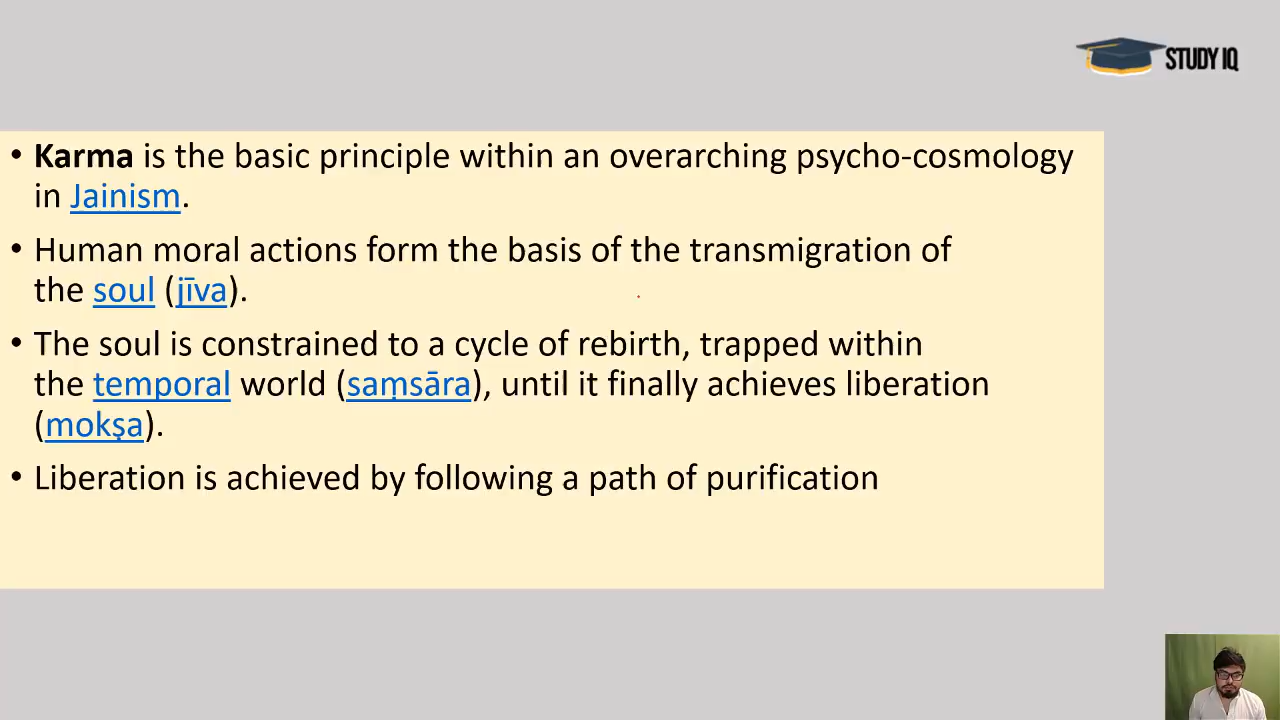 STUDY IQ
• Karma is the basic principle within an overarching psycho-cosmology
in Jainism.
• Human moral actions form the basis of the transmigration of
the soul (jīva).
• The soul is constrained to a cycle of rebirth, trapped within
the temporal world (saṃsāra), until it finally achieves liberation
(mokṣa).
• Liberation is achieved by following a path of purification